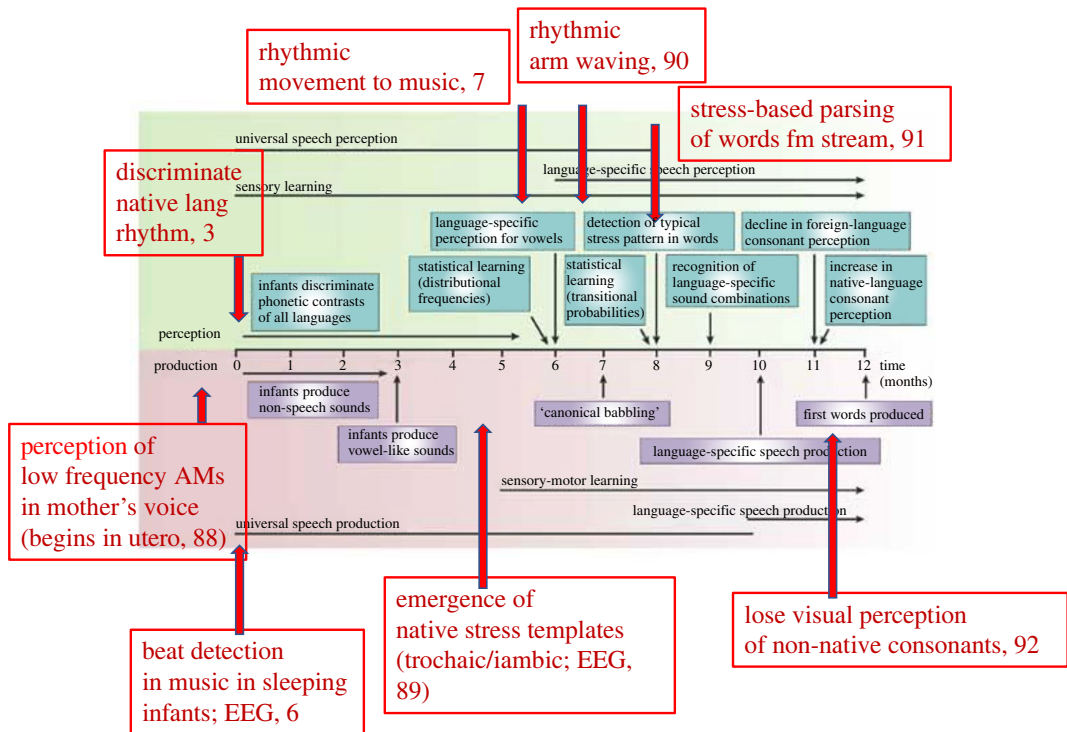 rhythmic
movement to music, 7
rhythmic
arm waving, 90
stress-based parsing
of words fm stream, 91
universal speech perception
language-specific speech perception
discriminate
native lang
rhythm, 3
sensory learning
language-specific
perception for vowels
detection of typical
stress pattern in words
decline in foreign-language
consonant perception
statistical learning
(distributional
frequencies)
statistical
learning
(transitional
probabilities)
recognition of
language-specific
sound combinations
increase in
native-language
consonant
perception
infants discriminate
phonetic contrasts
of all languages
perception
production
0 1 2 3 4 5 6 7 8 9 10 11 12
time
(months)
infants produce
non-speech sounds
infants produce
vowel-like sounds
'canonical babbling'
first words produced
language-specific speech production
perception of
low frequency AMs
in mother's voice
(begins in utero, 88)
sensory-motor learning
language-specific speech production
universal speech production
beat detection
in music in sleeping
infants; EEG, 6
emergence of
native stress templates
(trochaic/iambic; EEG,
89)
lose visual perception
of non-native consonants, 92